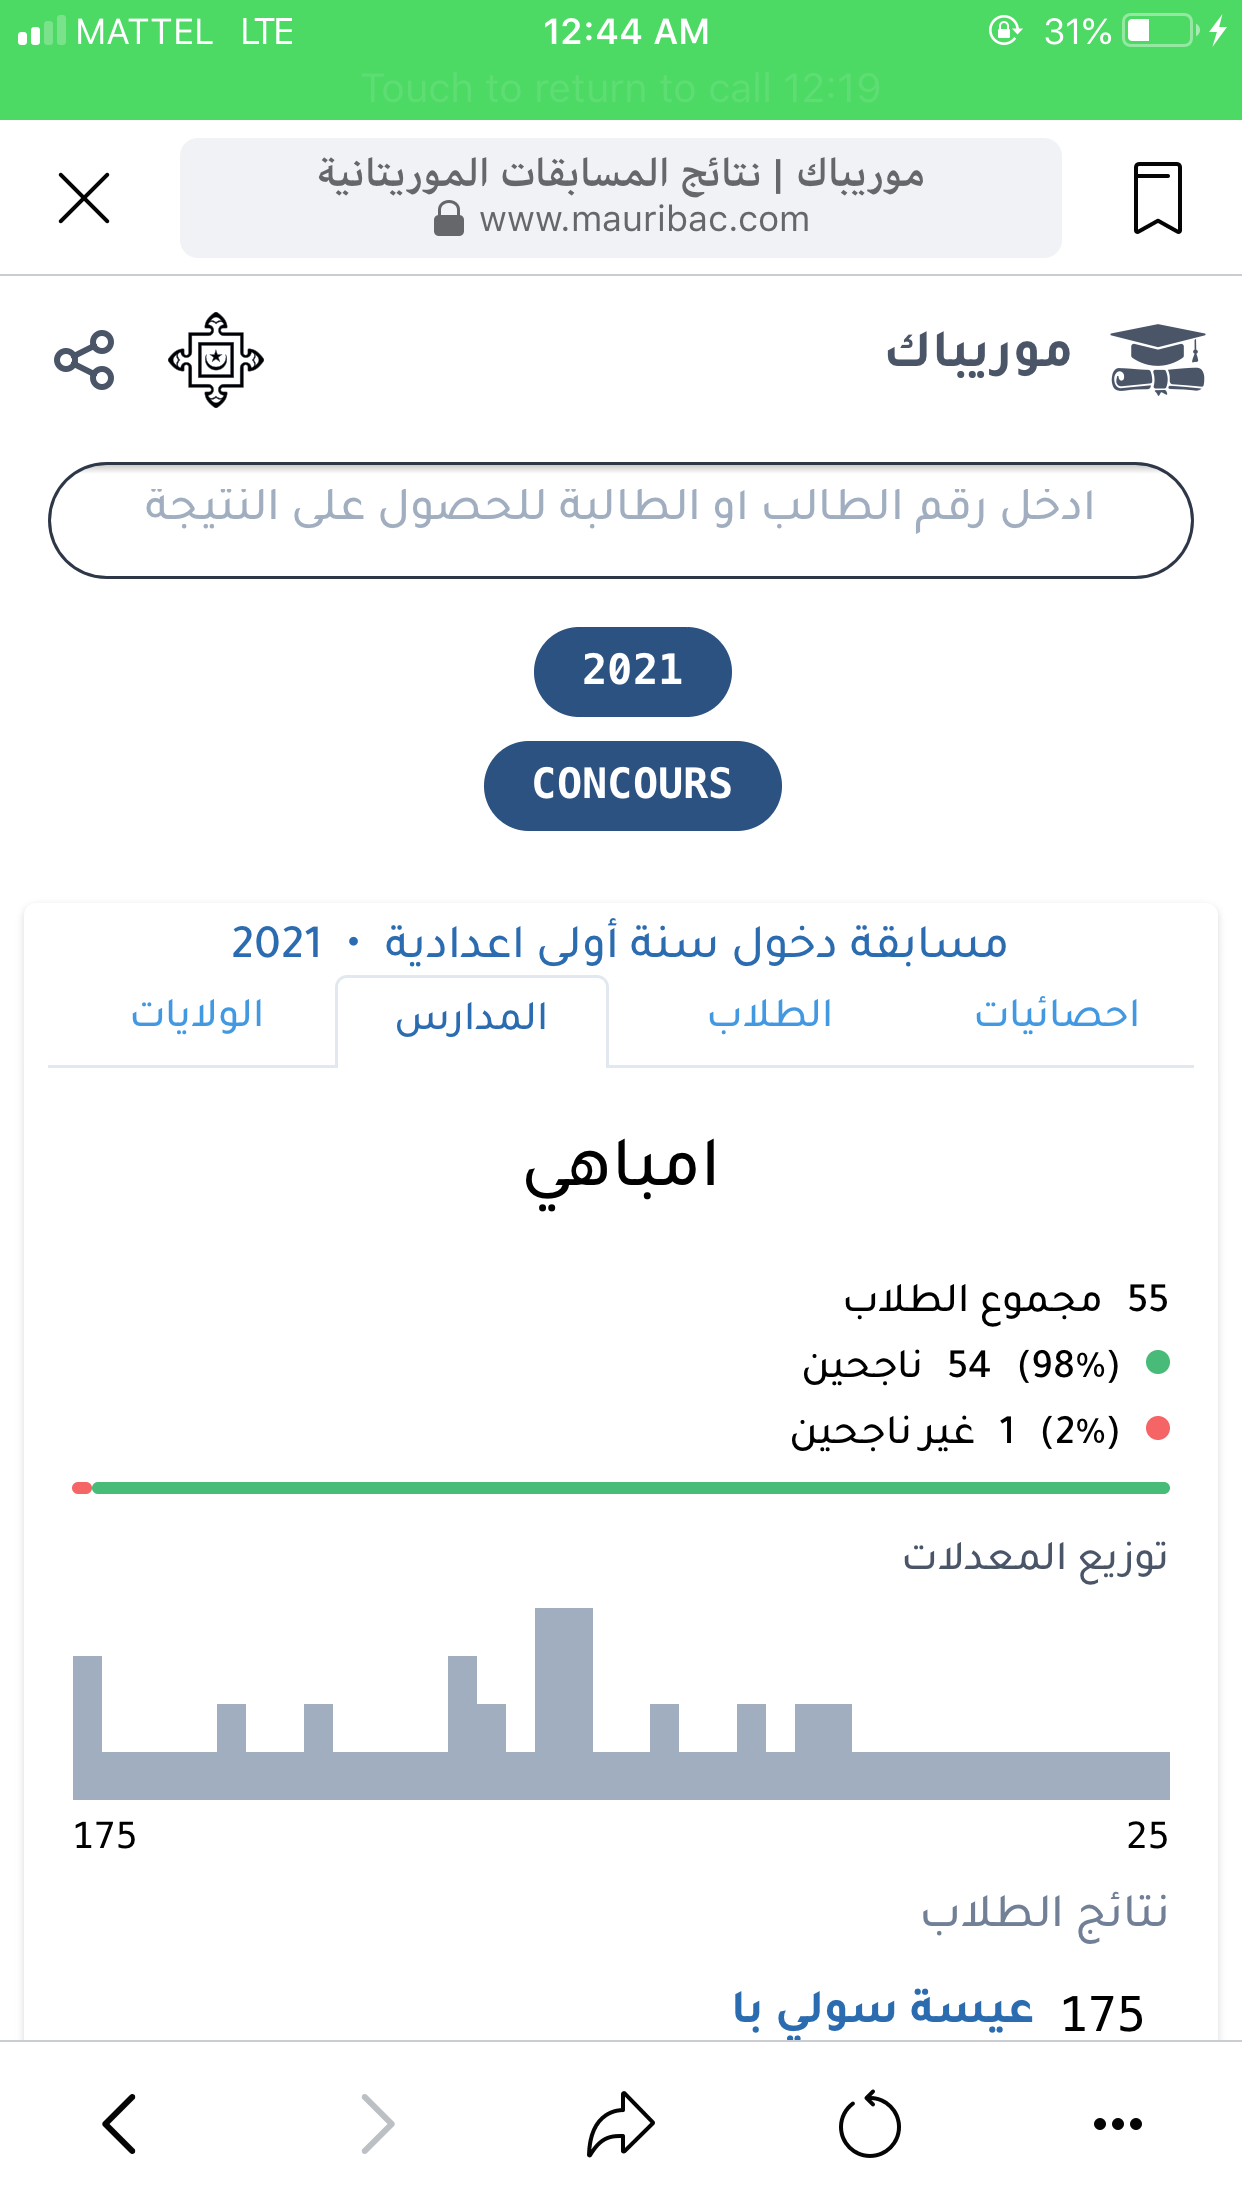 MATTEL LTE 12:44 AM 31%
Touch to return to call 12:19
موريباك | نتائج المسابقات الموريتانية
www.mauribac.com
موريباك
ادخل رقم الطالب او الطالبة للحصول على النتيجة
2021
CONCOURS
مسابقة دخول سنة أولى اعدادية • 2021
احصائيات الطلاب المدارس الولايات
امباهي
55 مجموع الطلاب
(98%) 54 ناجحين
(2%) 1 غير ناجحين
توزيع المعدلات
175 25
نتائج الطلاب
175 عيسة سولي با